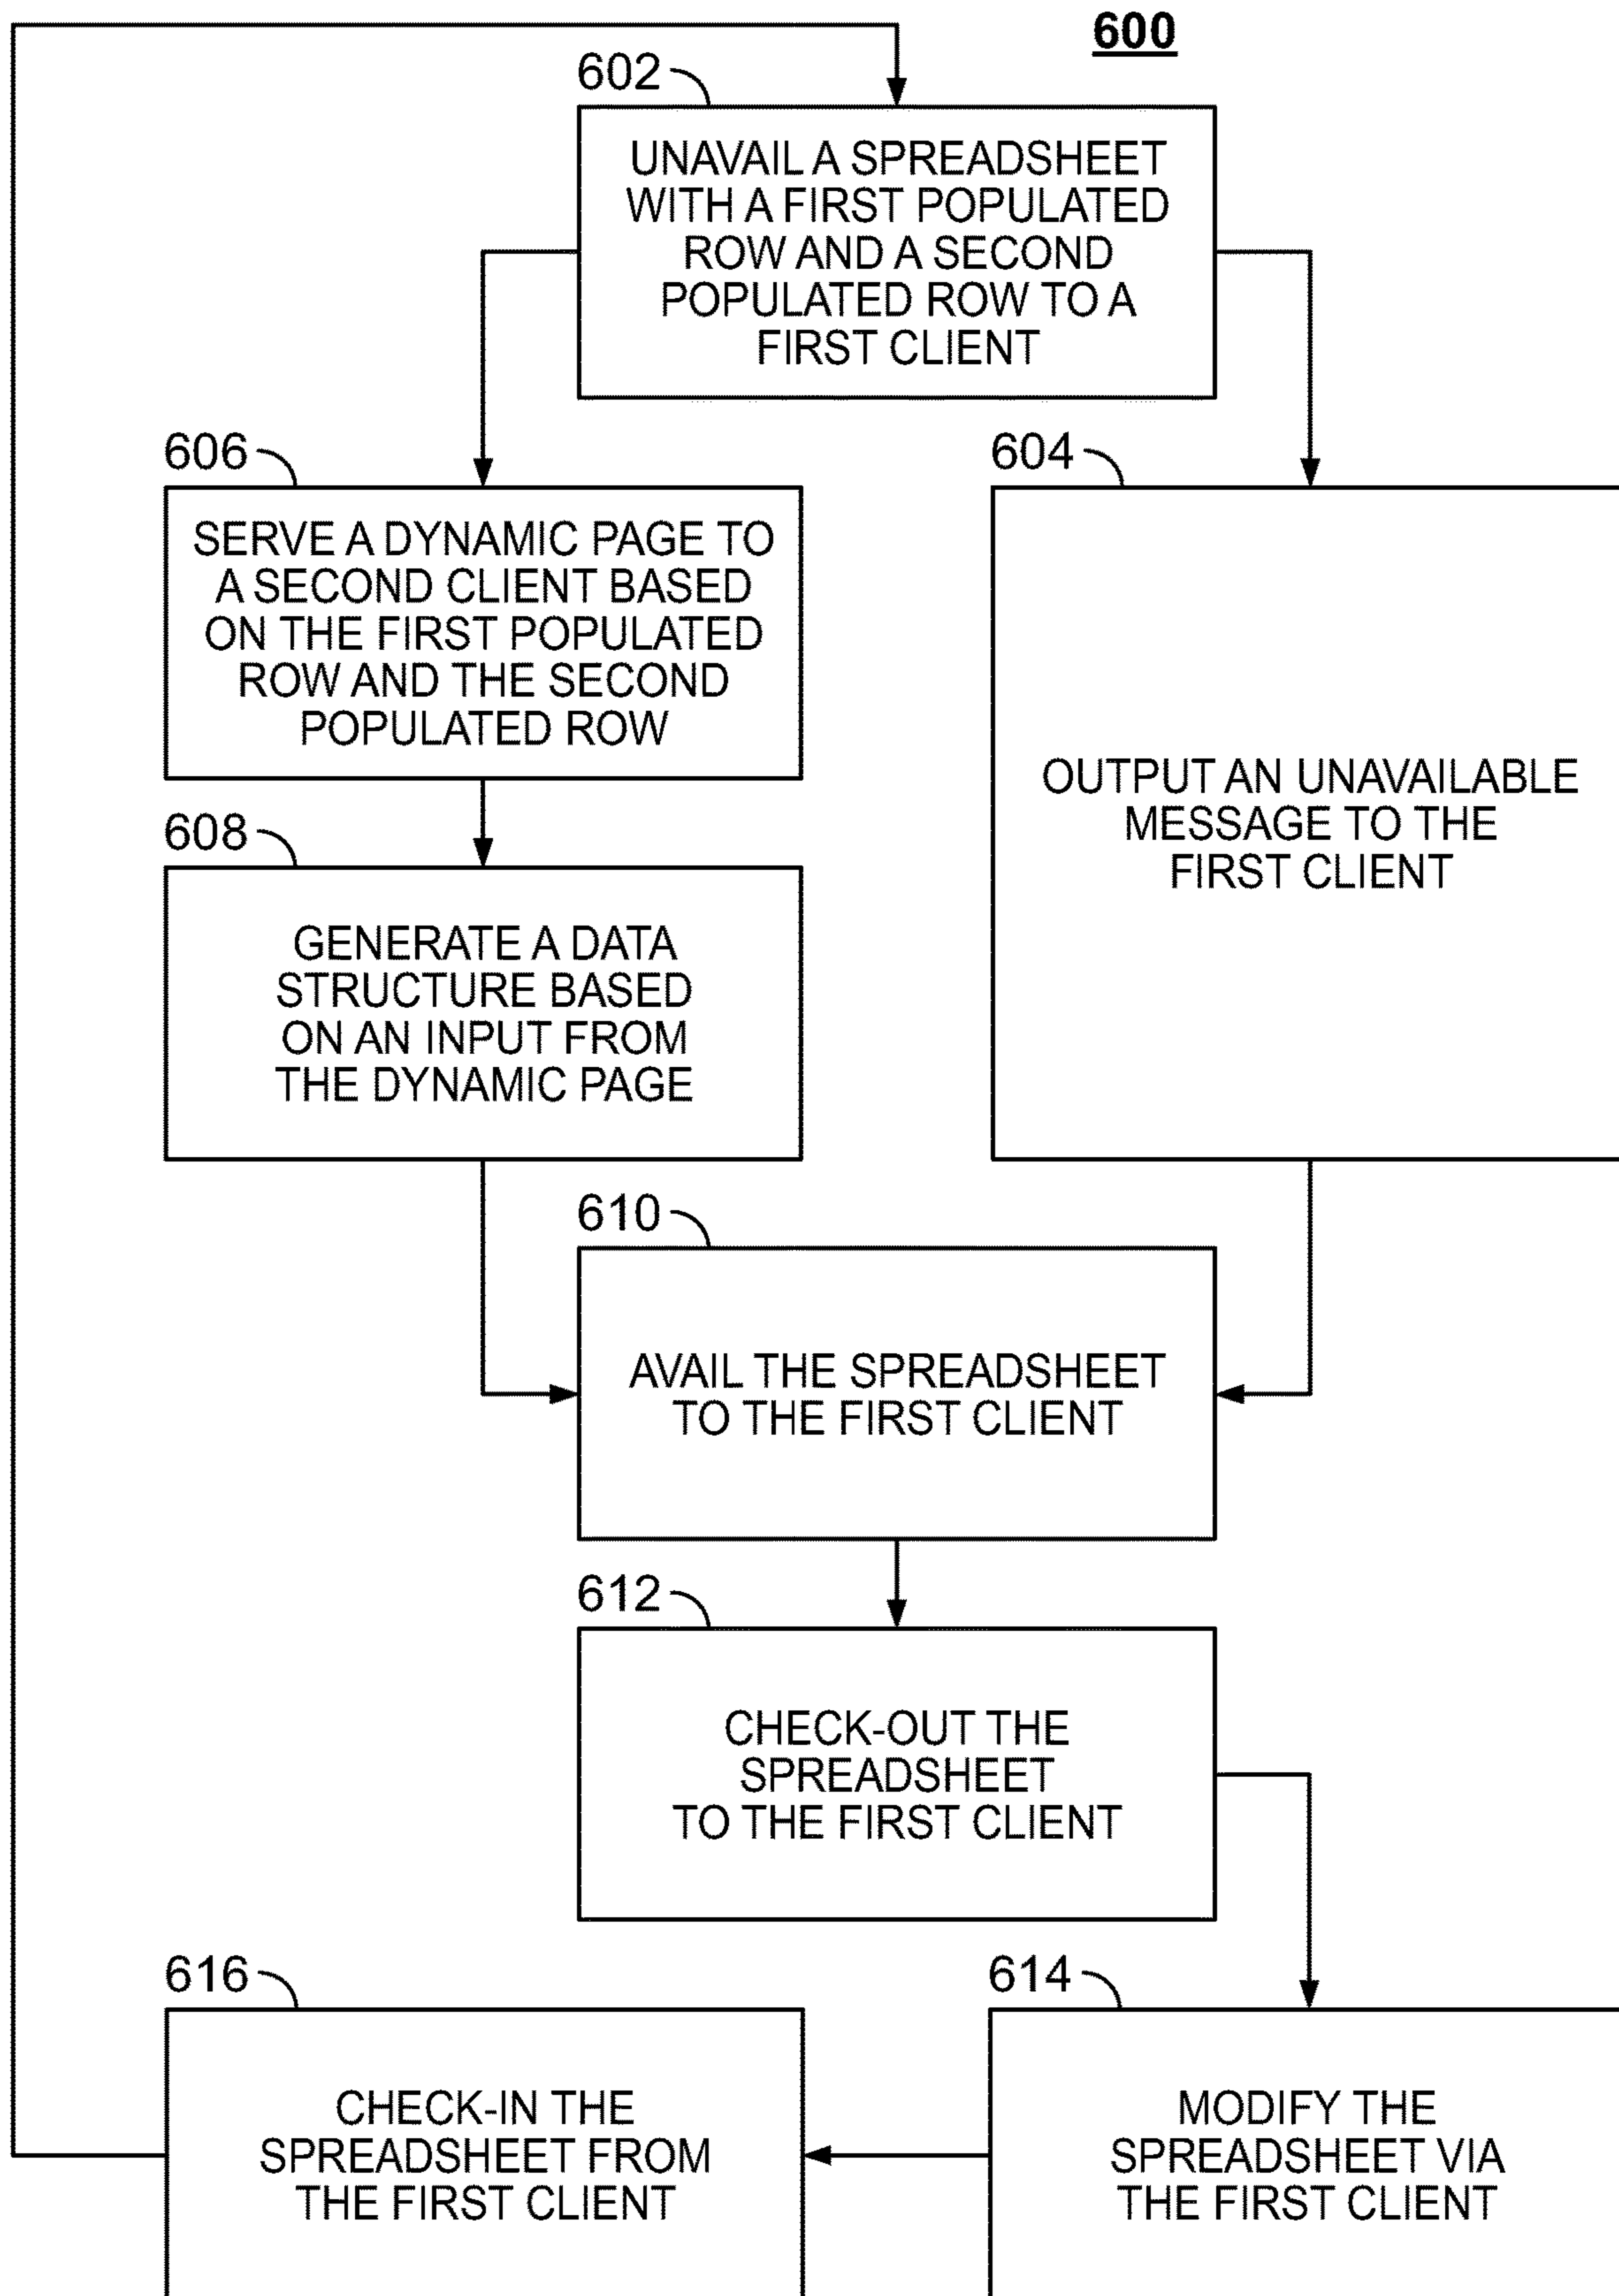 600
602
UNAVAIL A SPREADSHEET
WITH A FIRST POPULATED
ROW AND A SECOND
POPULATED ROW TO A
FIRST CLIENT
606
SERVE A DYNAMIC PAGE TO
A SECOND CLIENT BASED
ON THE FIRST POPULATED
ROW AND THE SECOND
POPULATED ROW
604
OUTPUT AN UNAVAILABLE
MESSAGE TO THE
FIRST CLIENT
608
GENERATE A DATA
STRUCTURE BASED
ON AN INPUT FROM
THE DYNAMIC PAGE
610
AVAIL THE SPREADSHEET
TO THE FIRST CLIENT
612
CHECK-OUT THE
SPREADSHEET
TO THE FIRST CLIENT
616
CHECK-IN THE
SPREADSHEET FROM
THE FIRST CLIENT
614
MODIFY THE
SPREADSHEET VIA
THE FIRST CLIENT